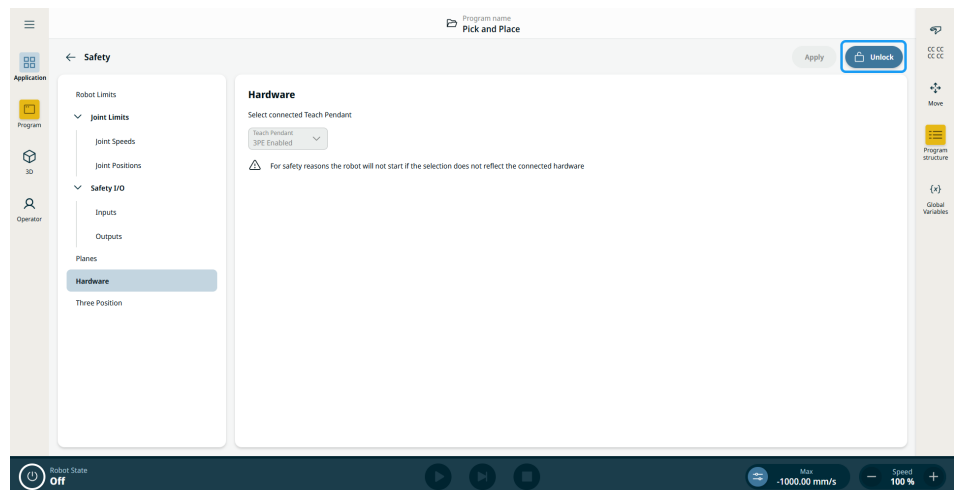 Program name
Pick and Place
Safety
Apply
Unlock
Application
Program
3D
Operator
Robot Limits
Joint Limits
Joint Speeds
Joint Positions
Safety I/O
Inputs
Outputs
Planes
Hardware
Three Position
Hardware
Select connected Teach Pendant
Teach Pendant
3PE Enabled
For safety reasons the robot will not start if the selection does not reflect the connected hardware
CC CC
CC CC
Move
Program
structure
{x}
Global
Variables
Robot State
Off
Max
-1000.00 mm/s
Speed
100 %